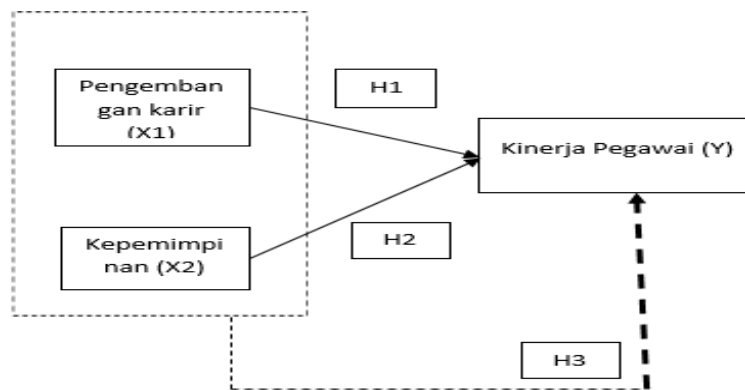 Pengemban
gan karir
(X1)
H1
Kinerja Pegawai (Y)
Kepemimpi
nan (X2)
H2
H3